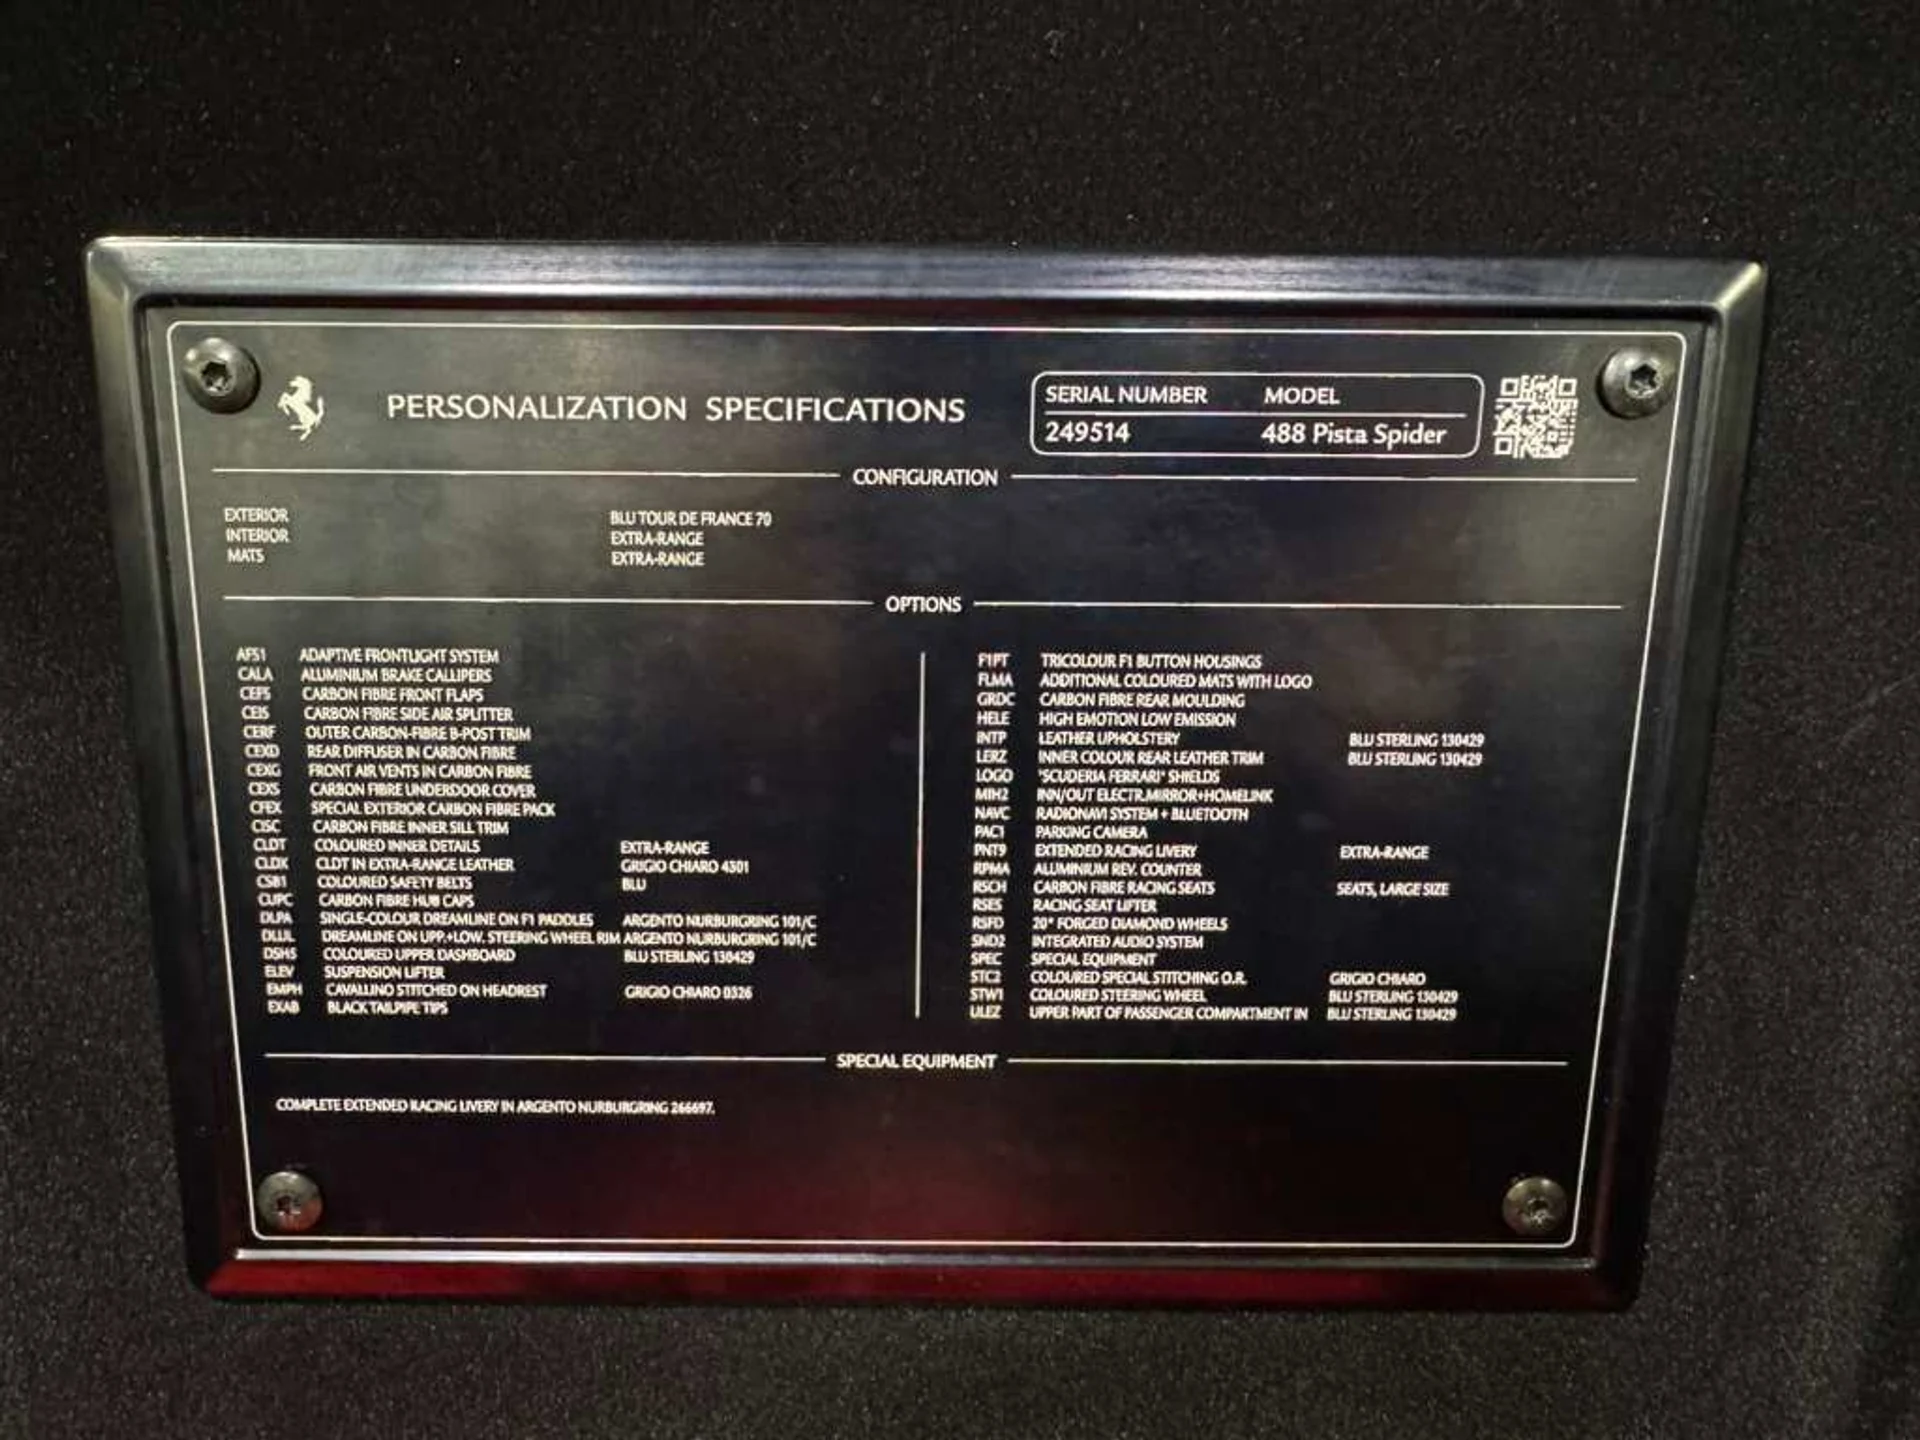 PERSONALIZATION SPECIFICATIONS
SERIAL NUMBER MODEL
249514 488 Pista Spider
CONFIGURATION
EXTERIOR BLU TOUR DE FRANCE 70
INTERIOR EXTRA-RANGE
MATS EXTRA-RANGE
OPTIONS
AFS1 ADAPTIVE FRONTLIGHT SYSTEM
CALA ALUMINIUM BRAKE CALLIPERS
CEFS CARBON FIBRE FRONT FLAPS
CEIS CARBON FIBRE SIDE AIR SPLITTER
CERF OUTER CARBON-FIBRE B-POST TRIM
CEXD REAR DIFFUSER IN CARBON FIBRE
CEXG FRONT AIR VENTS IN CARBON FIBRE
CEXS CARBON FIBRE UNDERDOOR COVER
CFEX SPECIAL EXTERIOR CARBON FIBRE PACK
CISC CARBON FIBRE INNER SILL TRIM
CLDT COLOURED INNER DETAILS EXTRA-RANGE
CLDX CLDT IN EXTRA-RANGE LEATHER GRIGIO CHIARO 4301
CSB1 COLOURED SAFETY BELTS BLU
CUPC CARBON FIBRE HUB CAPS
DLPA SINGLE-COLOUR DREAMLINE ON F1 PADDLES ARGENTO NURBURGRING 101/C
DLUL DREAMLINE ON UPP.+LOW. STEERING WHEEL RIM ARGENTO NURBURGRING 101/C
DSH5 COLOURED UPPER DASHBOARD BLU STERLING 130429
ELEV SUSPENSION LIFTER
EMPH CAVALLINO STITCHED ON HEADREST GRIGIO CHIARO 0326
EXAB BLACK TAILPIPE TIPS
F1PT TRICOLOUR F1 BUTTON HOUSINGS
FLMA ADDITIONAL COLOURED MATS WITH LOGO
GRDC CARBON FIBRE REAR MOULDING
HELE HIGH EMOTION LOW EMISSION
INTP LEATHER UPHOLSTERY BLU STERLING 130429
LERZ INNER COLOUR REAR LEATHER TRIM BLU STERLING 130429
LOGO "SCUDERIA FERRARI" SHIELDS
MIH2 INN/OUT ELECTR.MIRROR+HOMELINK
NAVC RADIONAVI SYSTEM + BLUETOOTH
PAC1 PARKING CAMERA
PNT9 EXTENDED RACING LIVERY EXTRA-RANGE
RPMA ALUMINIUM REV. COUNTER
RSCH CARBON FIBRE RACING SEATS SEATS, LARGE SIZE
RSES RACING SEAT LIFTER
RSFD 20" FORGED DIAMOND WHEELS
SND2 INTEGRATED AUDIO SYSTEM
SPEC SPECIAL EQUIPMENT
STC2 COLOURED SPECIAL STITCHING O.R. GRIGIO CHIARO
STW1 COLOURED STEERING WHEEL BLU STERLING 130429
ULEZ UPPER PART OF PASSENGER COMPARTMENT IN BLU STERLING 130429
SPECIAL EQUIPMENT
COMPLETE EXTENDED RACING LIVERY IN ARGENTO NURBURGRING 266697.